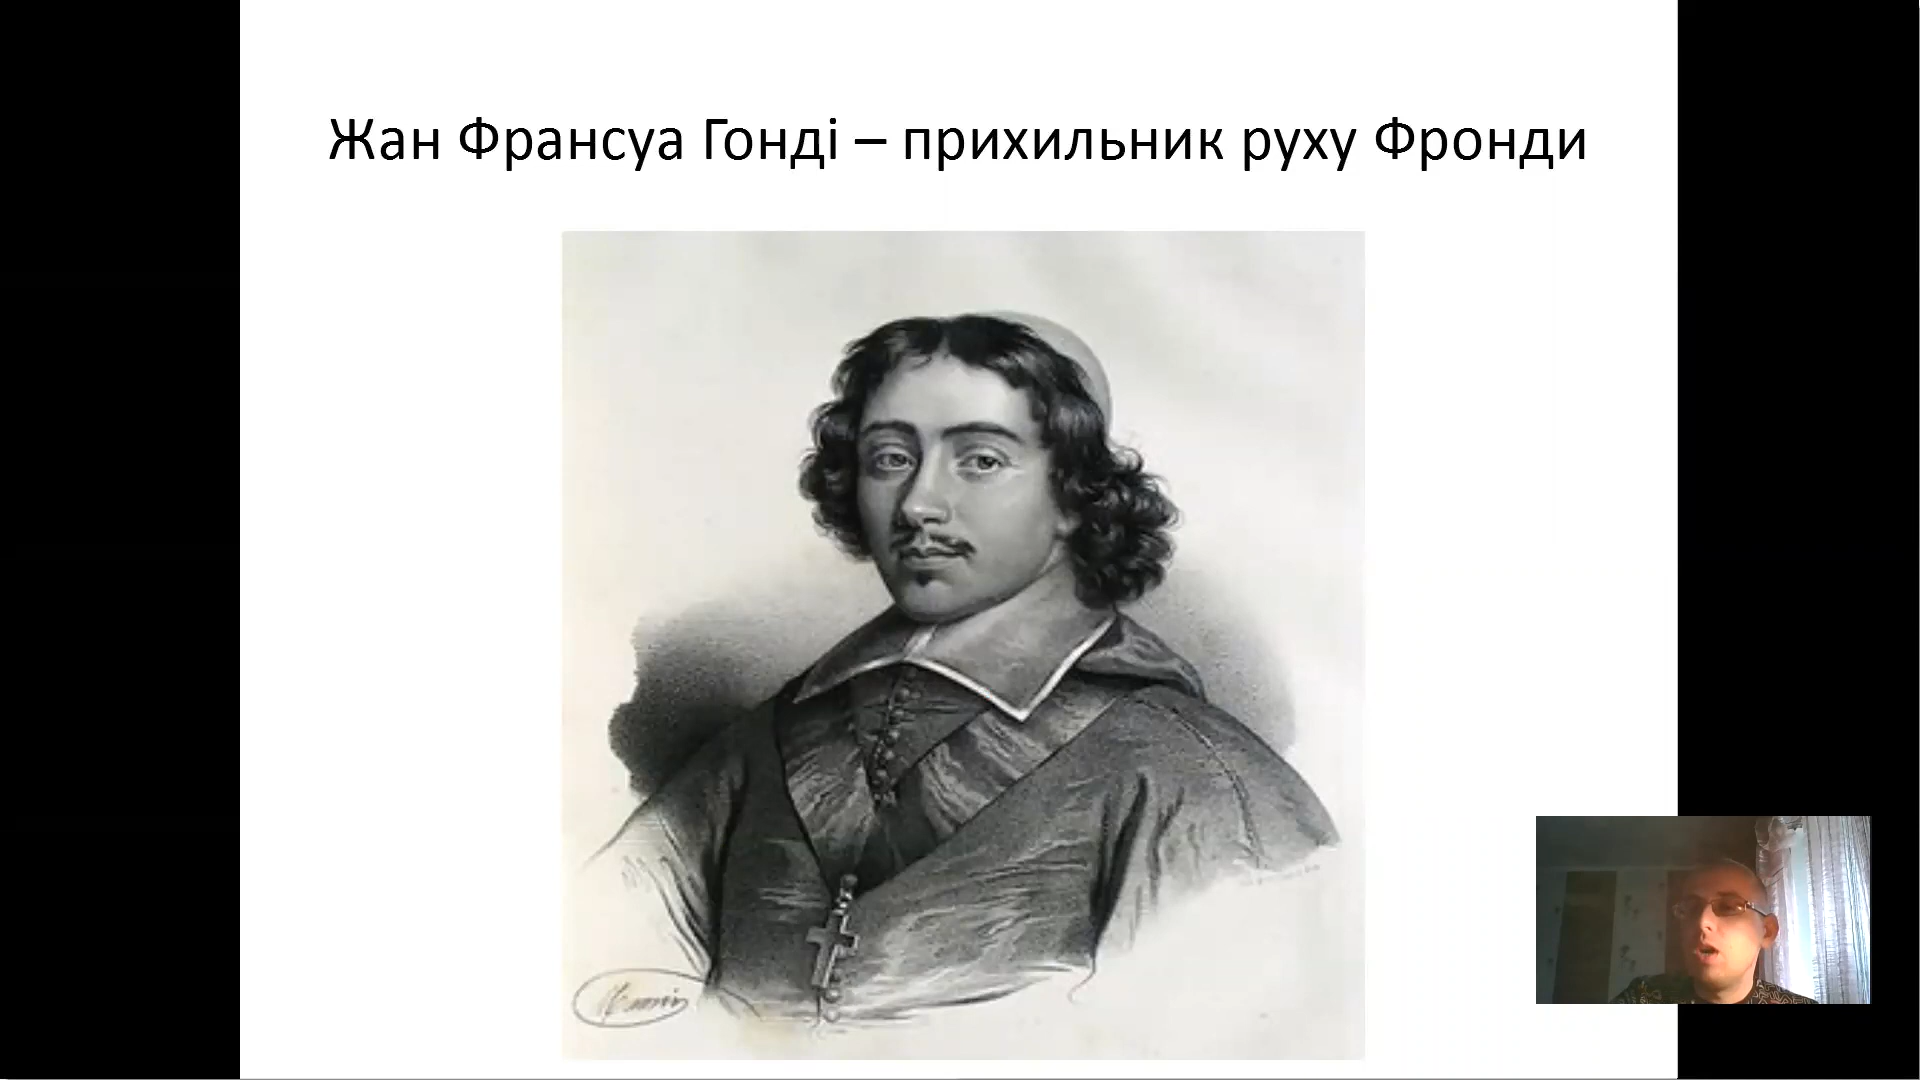 Жан Франсуа Гонді – прихильник руху Фронди